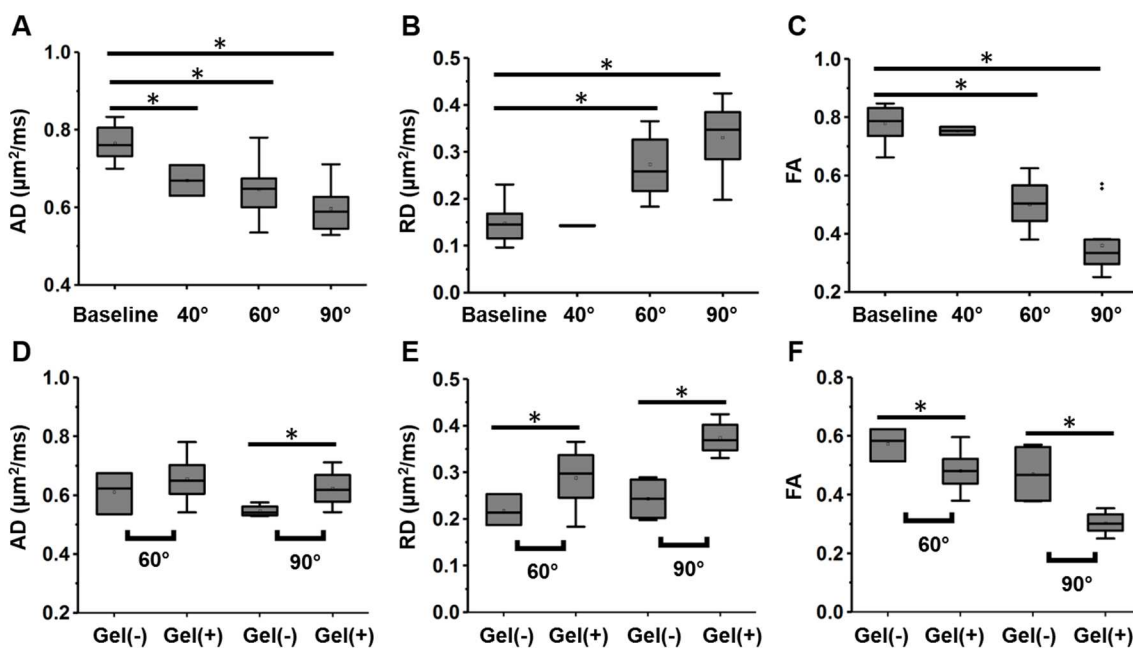 A
B
C
AD (µm²/ms)
1.0
0.8
0.6
0.4
*
*
*
Baseline 40° 60° 90°
RD (µm²/ms)
0.5
0.4
0.3
0.2
0.1
0.0
*
*
Baseline 40° 60° 90°
FA
1.0
0.8
0.6
0.4
0.2
*
*
Baseline 40° 60° 90°
D
E
F
AD (µm²/ms)
1.0
0.8
0.6
0.4
0.2
*
60°
90°
Gel(-) Gel(+) Gel(-) Gel(+)
RD (µm²/ms)
0.5
0.4
0.3
0.2
0.1
0.0
*
*
60°
90°
Gel(-) Gel(+) Gel(-) Gel(+)
FA
0.8
0.6
0.4
0.2
0.0
*
*
60°
90°
Gel(-) Gel(+) Gel(-) Gel(+)